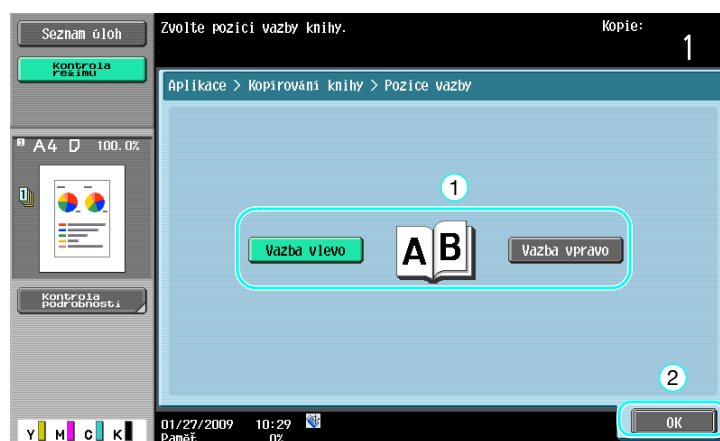 Seznam úloh
Zvolte pozici vazby knihy.
Kopie:
1
Kontrola
režimu
Aplikace > Kopírování knihy > Pozice vazby
A4 100.0%
1
1
Vazba vlevo
A B
Vazba vpravo
Kontrola
podrobností
2
OK
01/27/2009 10:29
Paměť 0%
Y M C K